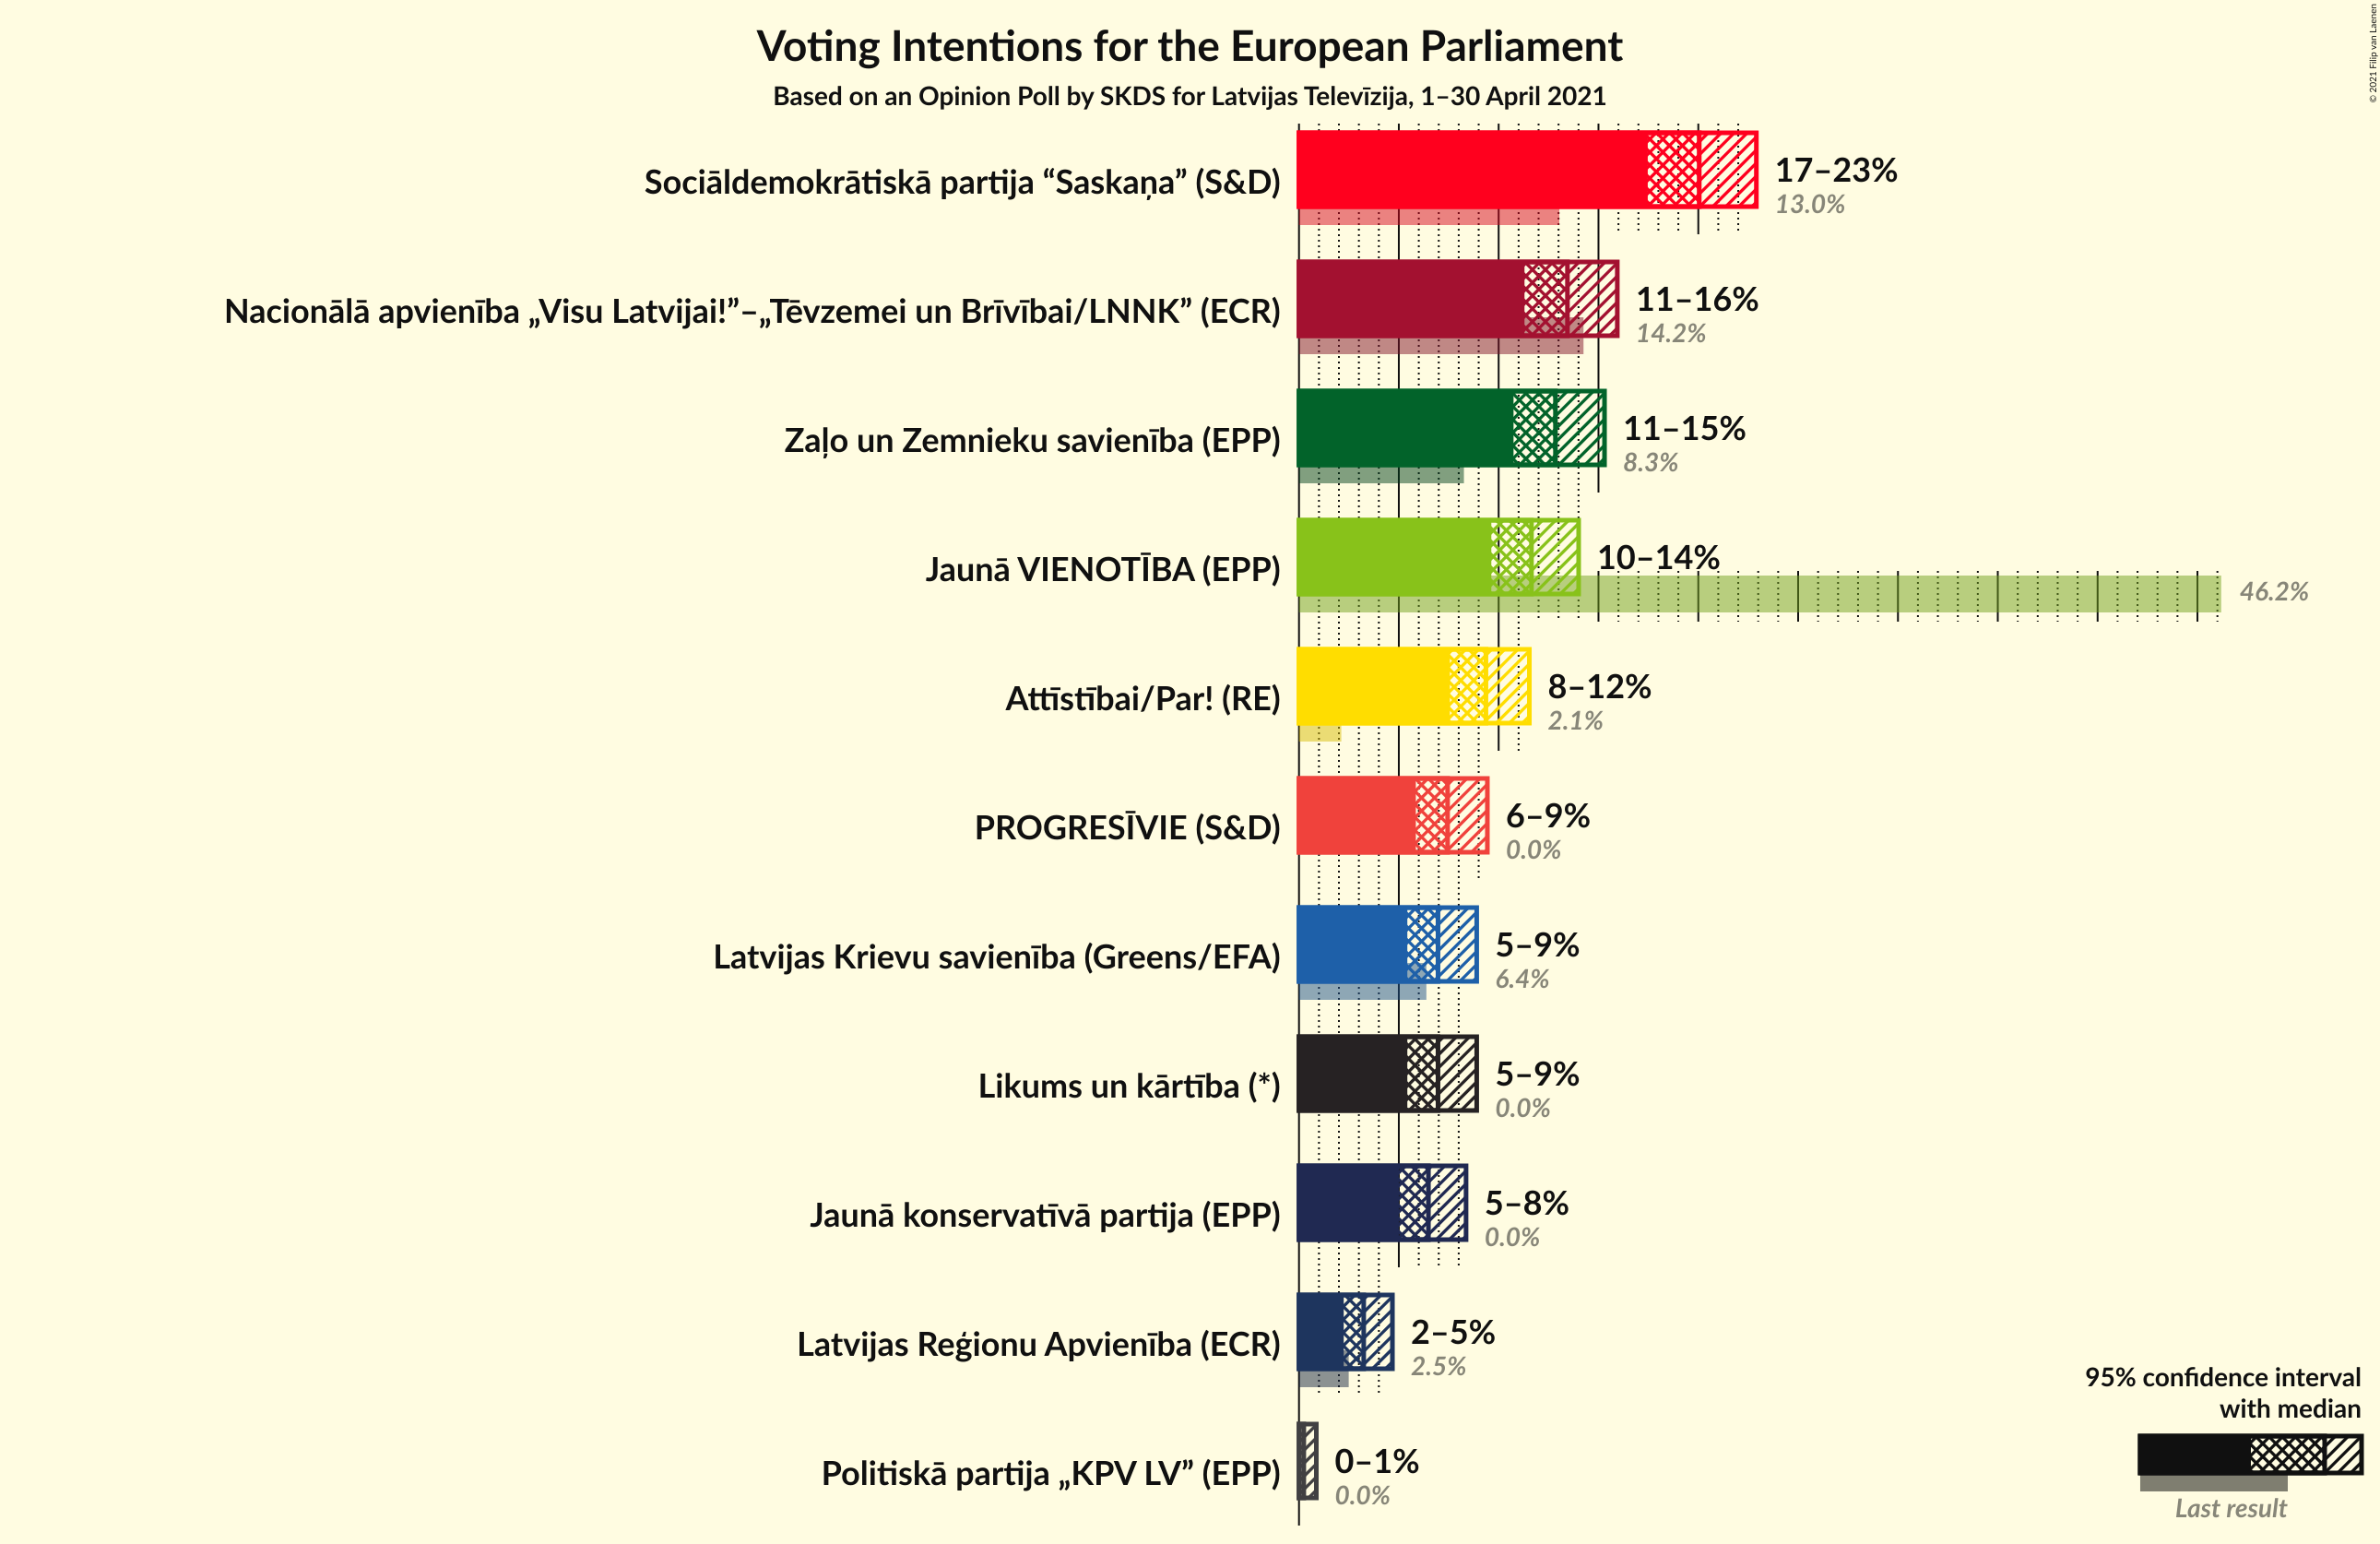 Voting Intentions for the European Parliament
Based on an Opinion Poll by SKDS for Latvijas Televīzija, 1–30 April 2021
© 2021 Filip van Laenen
Sociāldemokrātiskā partija “Saskaņa” (S&D)
17–23%
13.0%
Nacionālā apvienība „Visu Latvijai!”–„Tēvzemei un Brīvībai/LNNK” (ECR)
11–16%
14.2%
Zaļo un Zemnieku savienība (EPP)
11–15%
8.3%
Jaunā VIENOTĪBA (EPP)
10–14%
46.2%
Attīstībai/Par! (RE)
8–12%
2.1%
PROGRESĪVIE (S&D)
6–9%
0.0%
Latvijas Krievu savienība (Greens/EFA)
5–9%
6.4%
Likums un kārtība (*)
5–9%
0.0%
Jaunā konservatīvā partija (EPP)
5–8%
0.0%
Latvijas Reģionu Apvienība (ECR)
2–5%
2.5%
Politiskā partija „KPV LV” (EPP)
0–1%
0.0%
95% confidence interval
with median
Last result